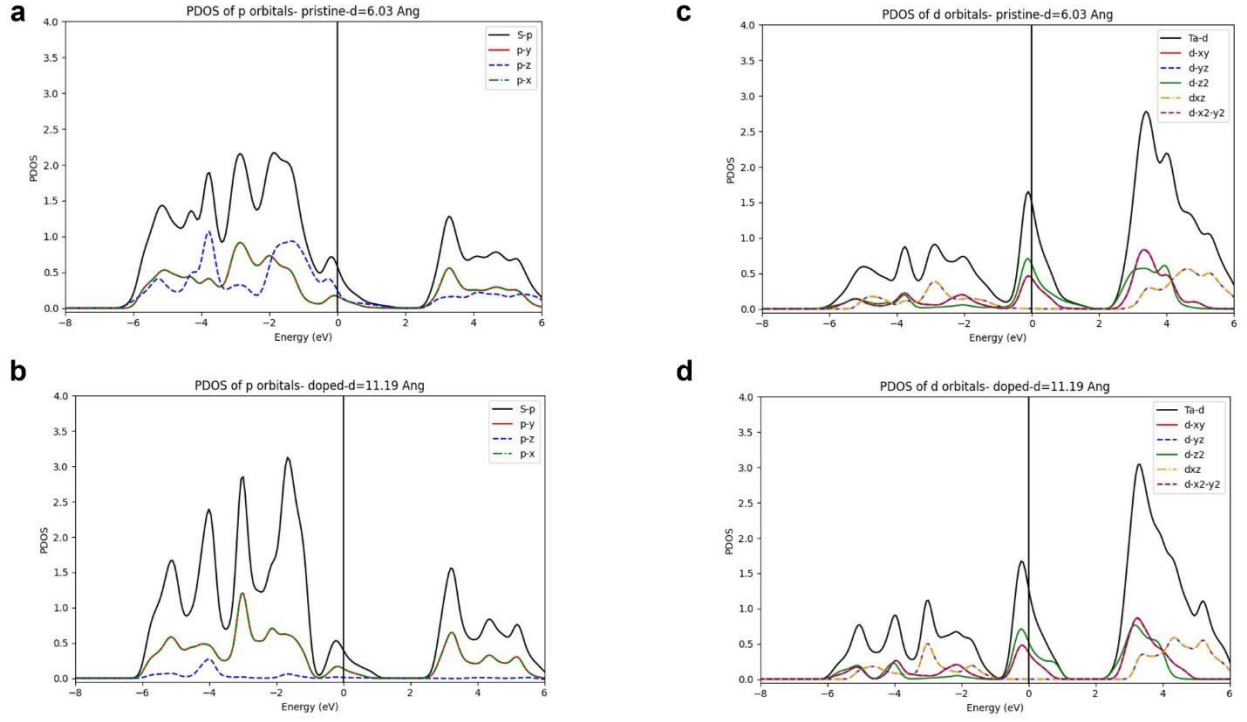 a
PDOS of p orbitals- pristine-d=6.03 Ang
4.0
3.5
3.0
2.5
2.0
1.5
1.0
0.5
0.0
PDOS
S-p
p-y
p-z
p-x
-8 -6 -4 -2 0 2 4 6
Energy (eV)
c
PDOS of d orbitals- pristine-d=6.03 Ang
4.0
3.5
3.0
2.5
2.0
1.5
1.0
0.5
0.0
PDOS
Ta-d
d-xy
d-yz
d-z2
dxz
d-x2-y2
-8 -6 -4 -2 0 2 4 6
Energy (eV)
b
PDOS of p orbitals- doped-d=11.19 Ang
4.0
3.5
3.0
2.5
2.0
1.5
1.0
0.5
0.0
PDOS
S-p
p-y
p-z
p-x
-8 -6 -4 -2 0 2 4 6
Energy (eV)
d
PDOS of d orbitals- doped-d=11.19 Ang
4.0
3.5
3.0
2.5
2.0
1.5
1.0
0.5
0.0
PDOS
Ta-d
d-xy
d-yz
d-z2
dxz
d-x2-y2
-8 -6 -4 -2 0 2 4 6
Energy (eV)